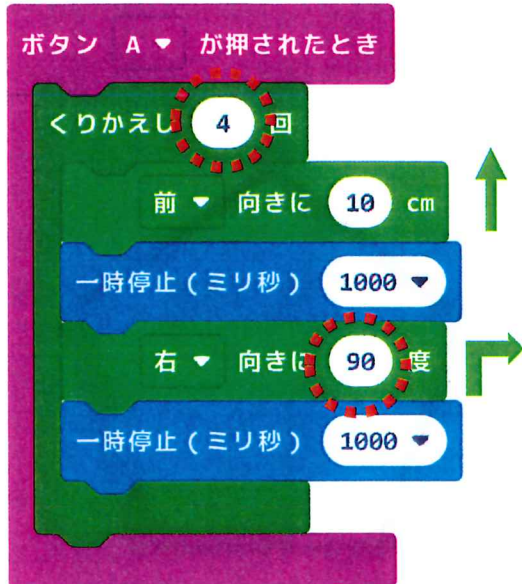 ボタン A が押されたとき
くりかえし 4 回
前 向きに 10 cm
一時停止(ミリ秒) 1000
右 向きに 90 度
一時停止(ミリ秒) 1000